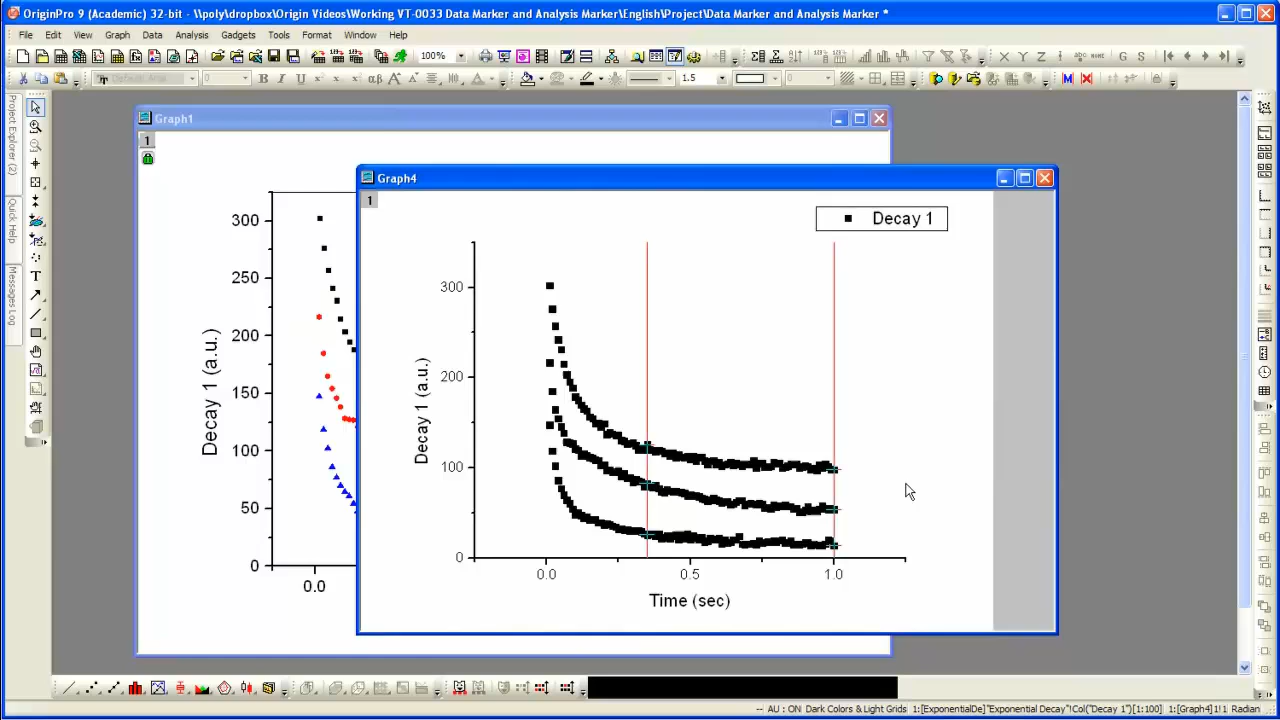 OriginPro 9 (Academic) 32-bit - \\poly\dropbox\Origin Videos\Working VT-0033 Data Marker and Analysis Marker\English\Project\Data Marker and Analysis Marker *
File Edit View Graph Data Analysis Gadgets Tools Format Window Help
100%
Default: Arial 0 B I U 1.5 0
Project Explorer (2)
Quick Help
Messages Log
Graph1
1
300
250
200
150
100
50
0
0.0
Decay 1 (a.u.)
Graph4
1
Decay 1
300
200
100
0
0.0 0.5 1.0
Decay 1 (a.u.)
Time (sec)
-- AU : ON Dark Colors & Light Grids 1:[ExponentialDe]"Exponential Decay"!Col("Decay 1")[1:100] 1:[Graph4]1!1 Radian